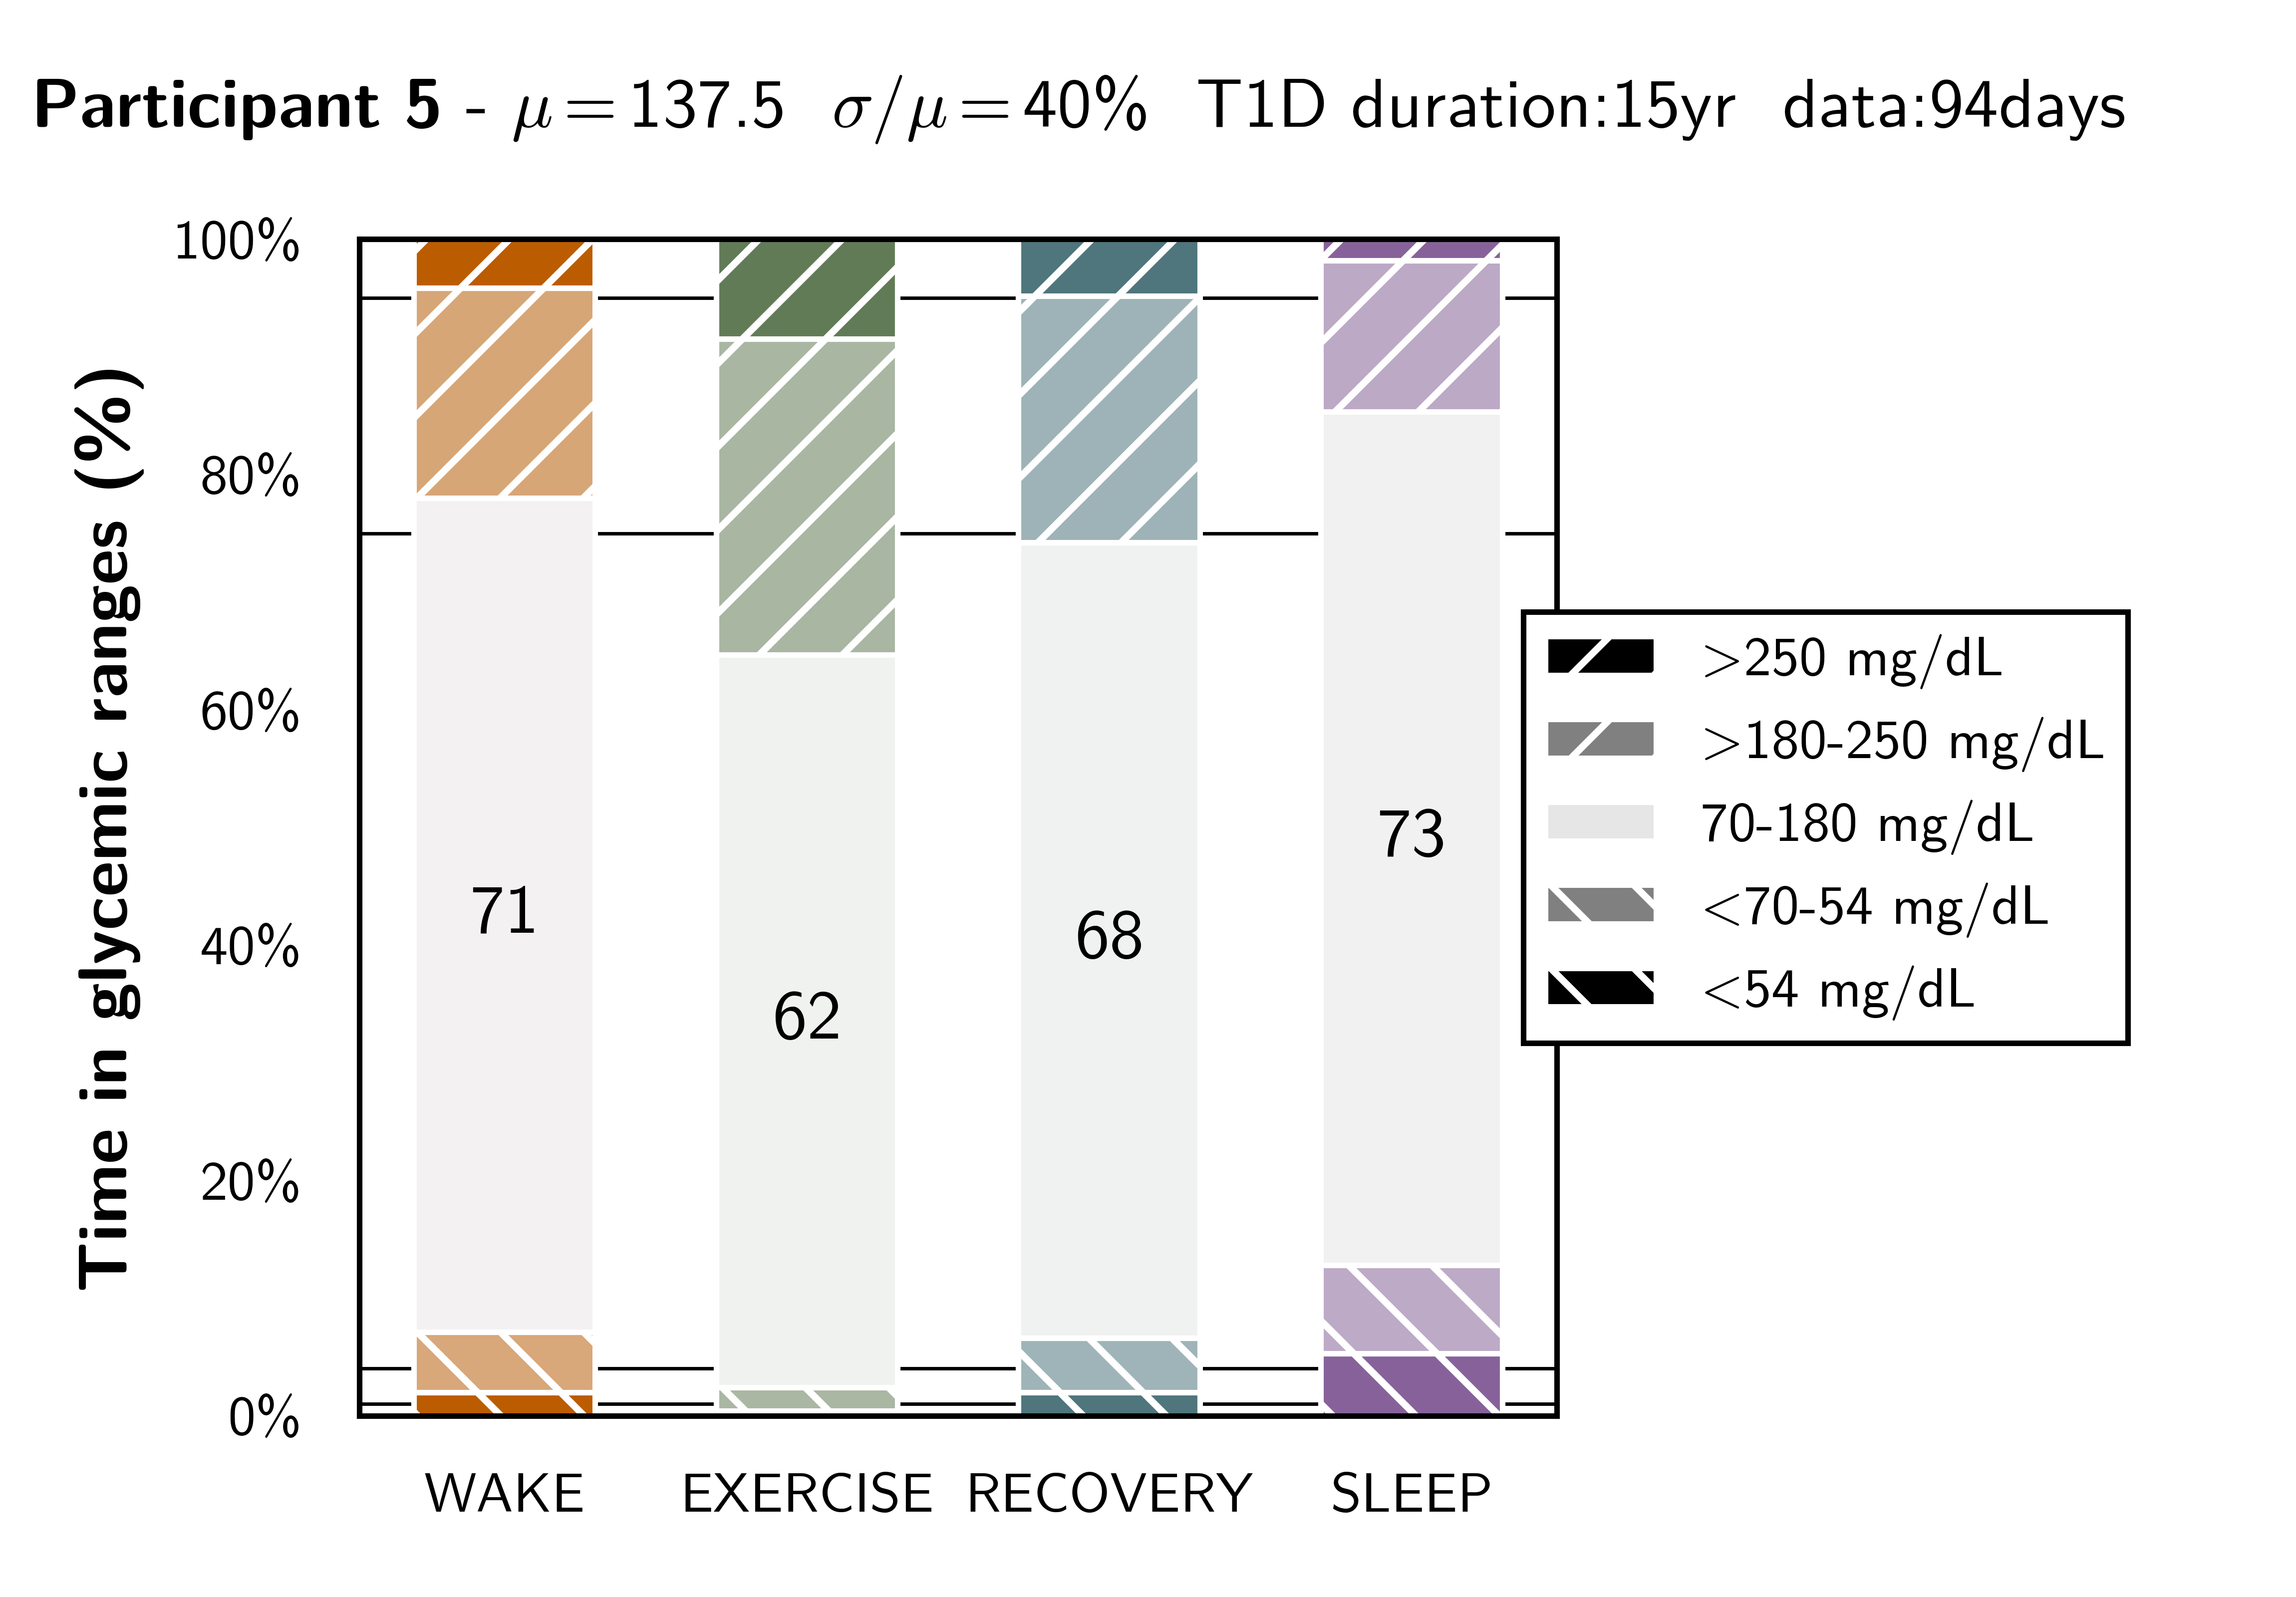 Participant 5 - μ=137.5 σ/μ=40% T1D duration:15yr data:94days
Time in glycemic ranges (%)
100%
80%
60%
40%
20%
0%
71
62
68
73
>250 mg/dL
>180-250 mg/dL
70-180 mg/dL
<70-54 mg/dL
<54 mg/dL
WAKE EXERCISE RECOVERY SLEEP